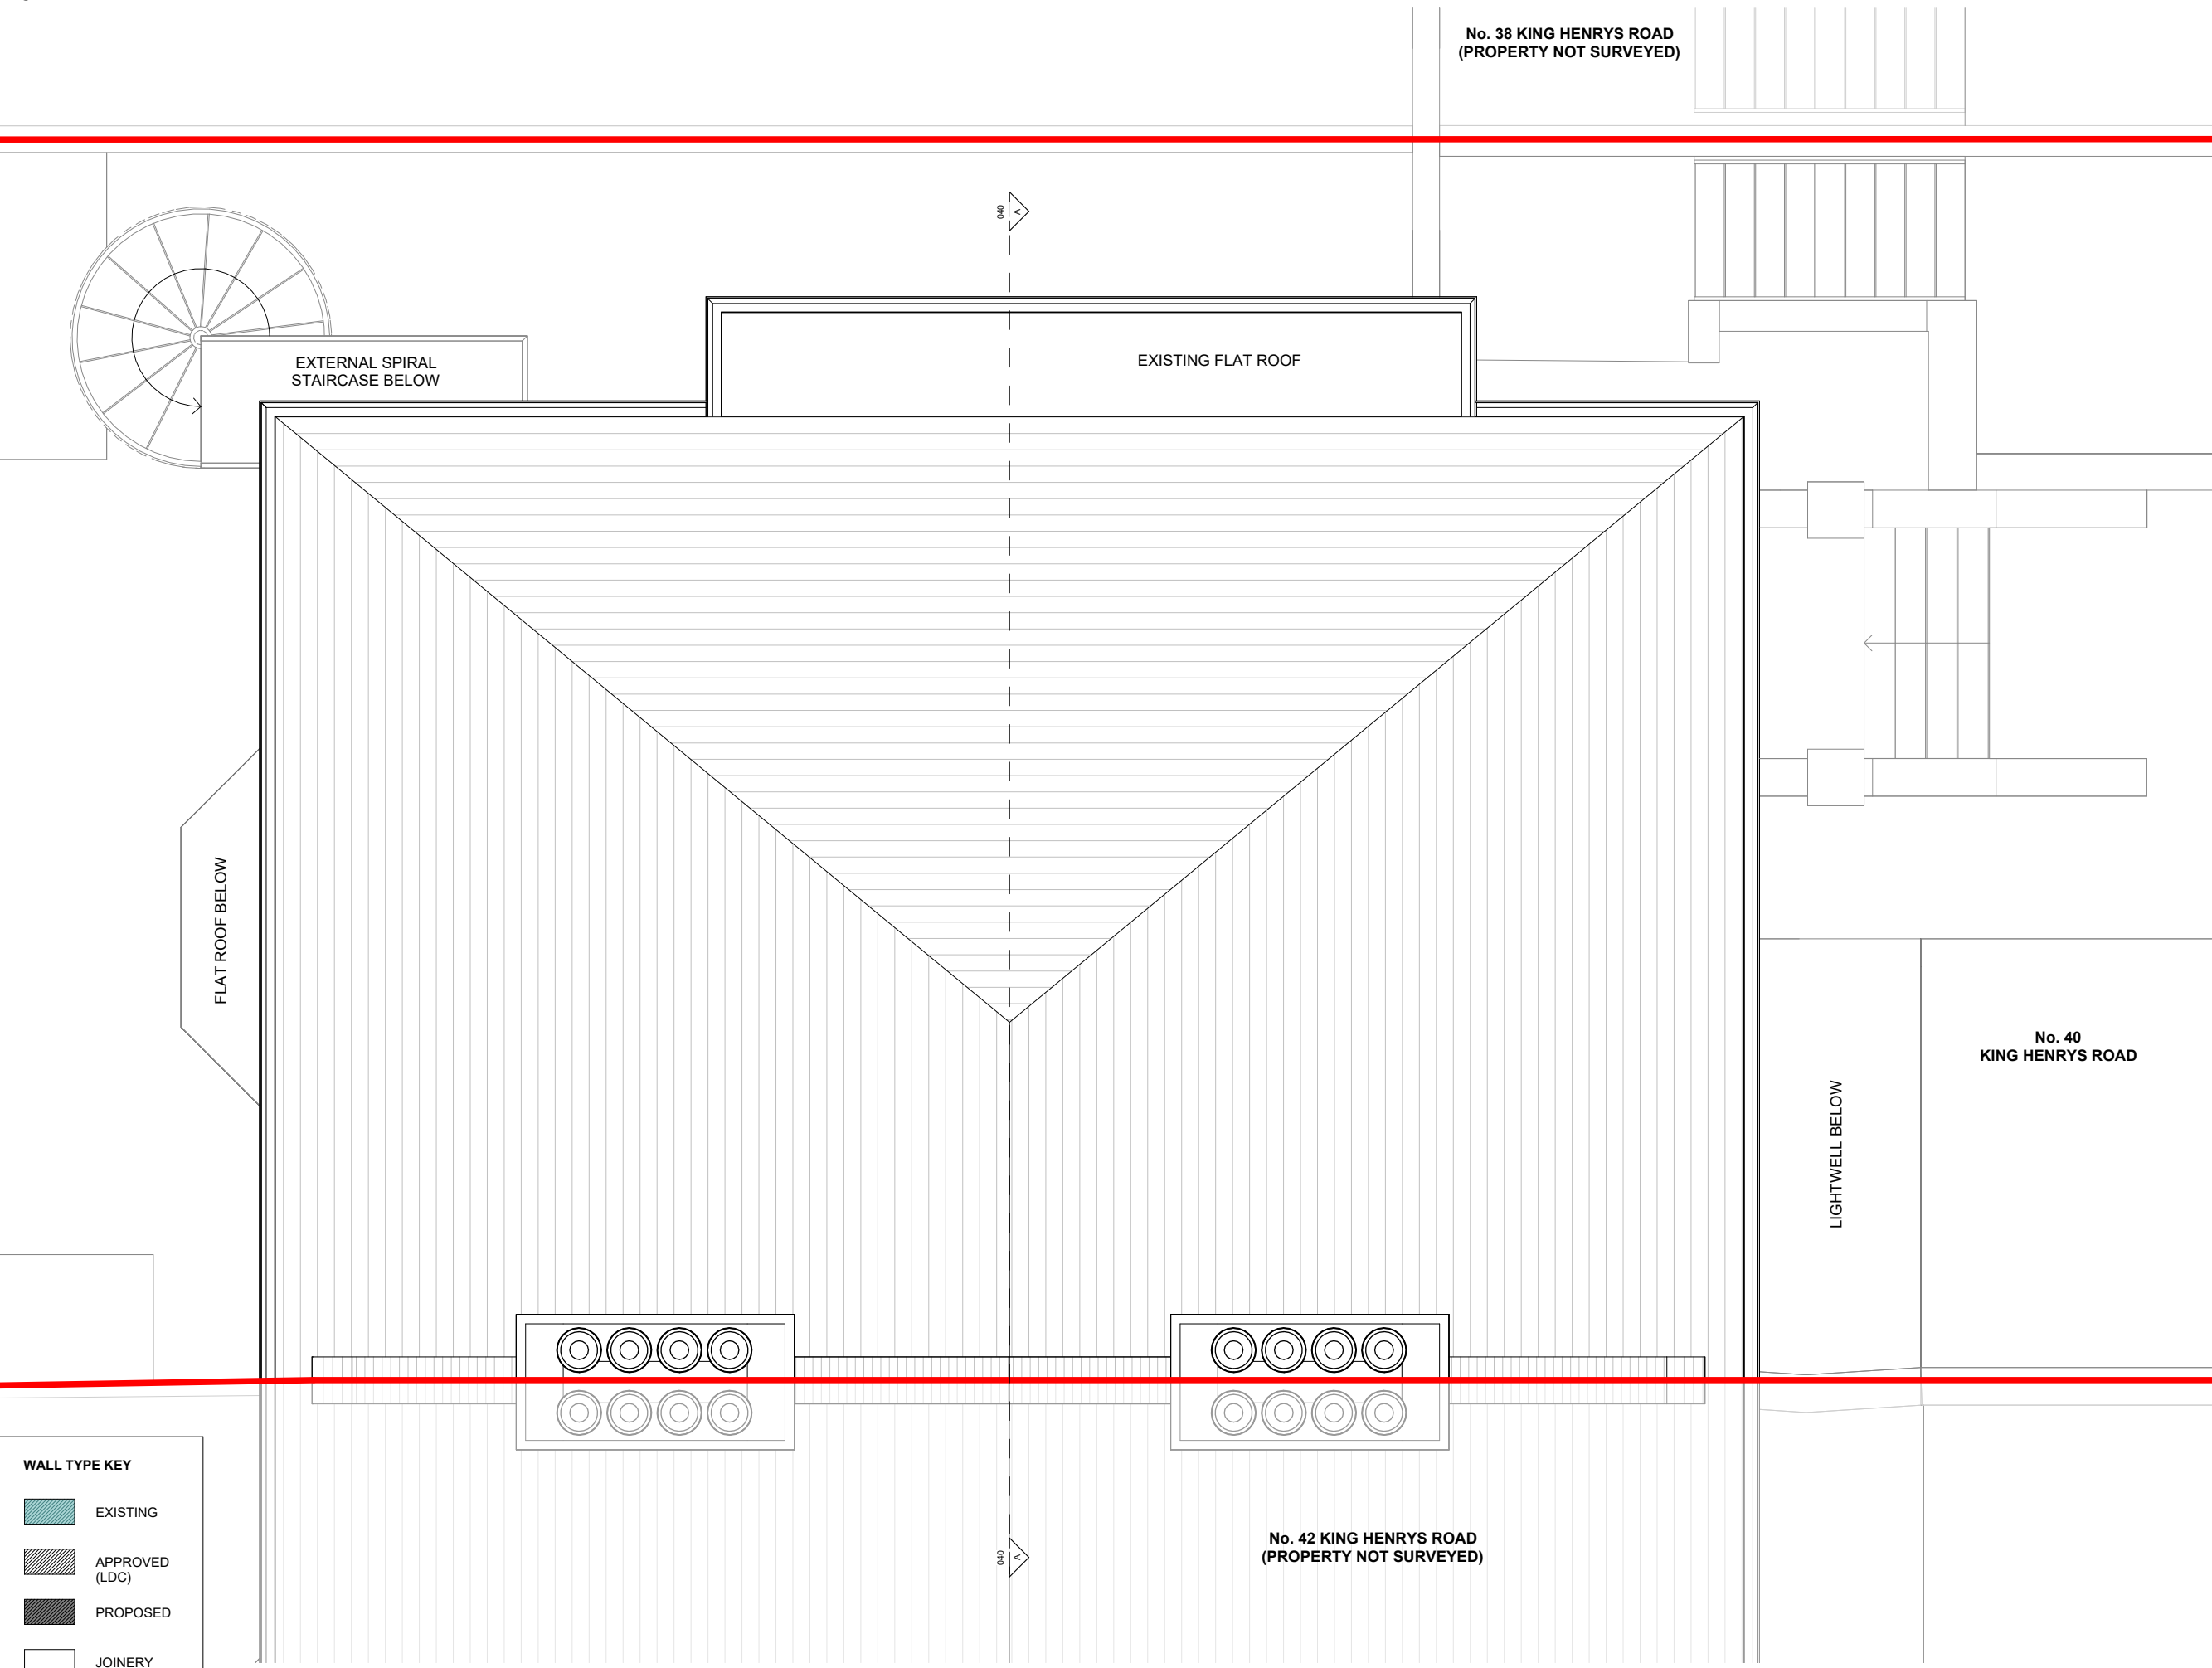 No. 38 KING HENRYS ROAD
(PROPERTY NOT SURVEYED)
040
A
EXTERNAL SPIRAL
STAIRCASE BELOW
EXISTING FLAT ROOF
FLAT ROOF BELOW
No. 40
KING HENRYS ROAD
LIGHTWELL BELOW
WALL TYPE KEY
EXISTING
APPROVED
(LDC)
PROPOSED
JOINERY
040
A
No. 42 KING HENRYS ROAD
(PROPERTY NOT SURVEYED)